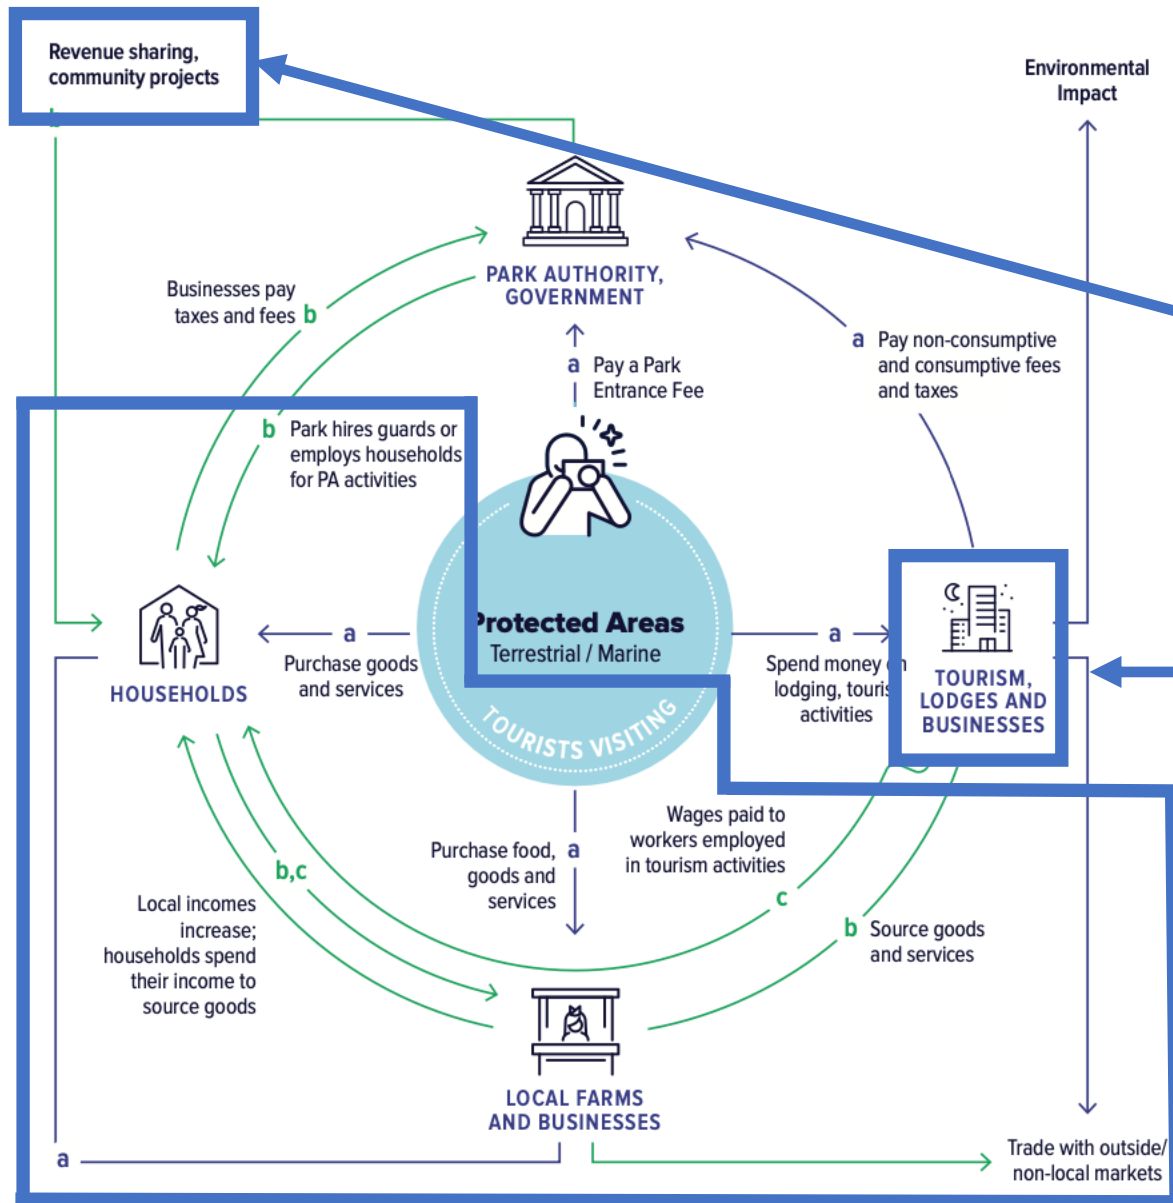 Revenue sharing,
community projects
b
Environmental
Impact
PARK AUTHORITY,
GOVERNMENT
Businesses pay
taxes and fees b
a Pay a Park
Entrance Fee
a Pay non-consumptive
and consumptive fees
and taxes
b Park hires guards or
employs households
for PA activities
Protected Areas
Terrestrial / Marine
TOURISTS VISITING
a
Purchase goods
and services
HOUSEHOLDS
a
Spend money on
lodging, tourism
activities
TOURISM,
LODGES AND
BUSINESSES
Purchase food, a
goods and
services
Wages paid to
workers employed
in tourism activities
c
b,c
Local incomes
increase;
households spend
their income to
source goods
b Source goods
and services
LOCAL FARMS
AND BUSINESSES
a
Trade with outside/
non-local markets